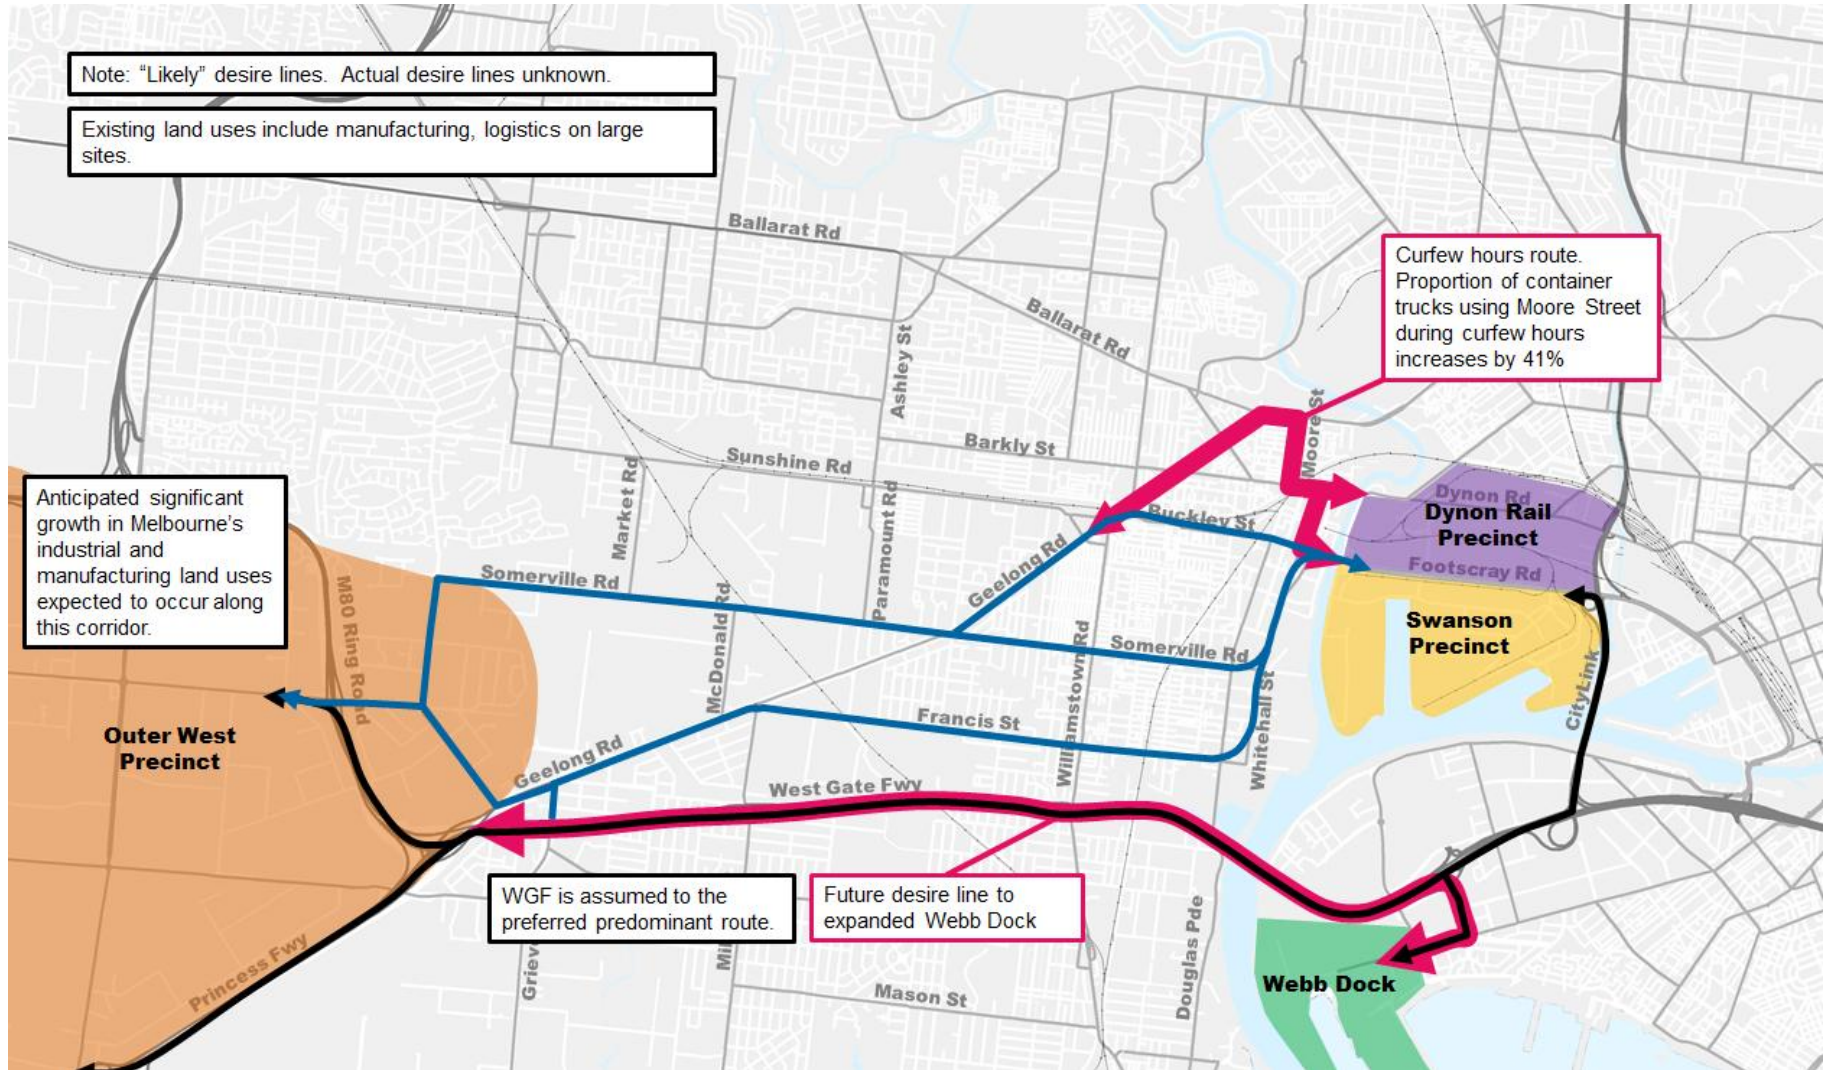 Note: “Likely” desire lines. Actual desire lines unknown.
Existing land uses include manufacturing, logistics on large
sites.
Ballarat Rd
Curfew hours route.
Proportion of container
trucks using Moore Street
during curfew hours
increases by 41%
Ballarat Rd
Ashley St
Moore St
Barkly St
Sunshine Rd
Market Rd
Paramount Rd
Anticipated significant
growth in Melbourne’s
industrial and
manufacturing land uses
expected to occur along
this corridor.
Dynon Rd
Dynon Rail
Precinct
Buckley St
Geelong Rd
Footscray Rd
Somerville Rd
M80 Ring Road
McDonald Rd
Swanson
Precinct
Somerville Rd
Williamstown Rd
Whitehall St
CityLink
Francis St
Outer West
Precinct
Geelong Rd
West Gate Fwy
WGF is assumed to the
preferred predominant route.
Future desire line to
expanded Webb Dock
Princess Fwy
Griev
Mil
Douglas Pde
Webb Dock
Mason St